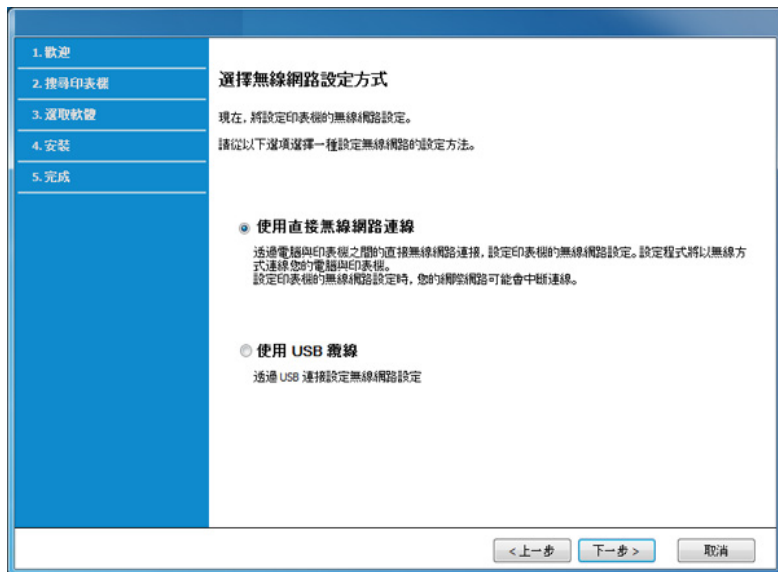 1. 歡迎
2. 搜尋印表機
3. 選取軟體
4. 安裝
5. 完成
選擇無線網路設定方式
現在，將設定印表機的無線網路設定。
請從以下選項選擇一種設定無線網路的設定方法。
使用直接無線網路連線
透過電腦與印表機之間的直接無線網路連接，設定印表機的無線網路設定。設定程式將以無線方
式連線您的電腦與印表機。
設定印表機的無線網路設定時，您的網際網路可能會中斷連線。
使用 USB 纜線
透過 USB 連接設定無線網路設定
< 上一步
下一步 >
取消